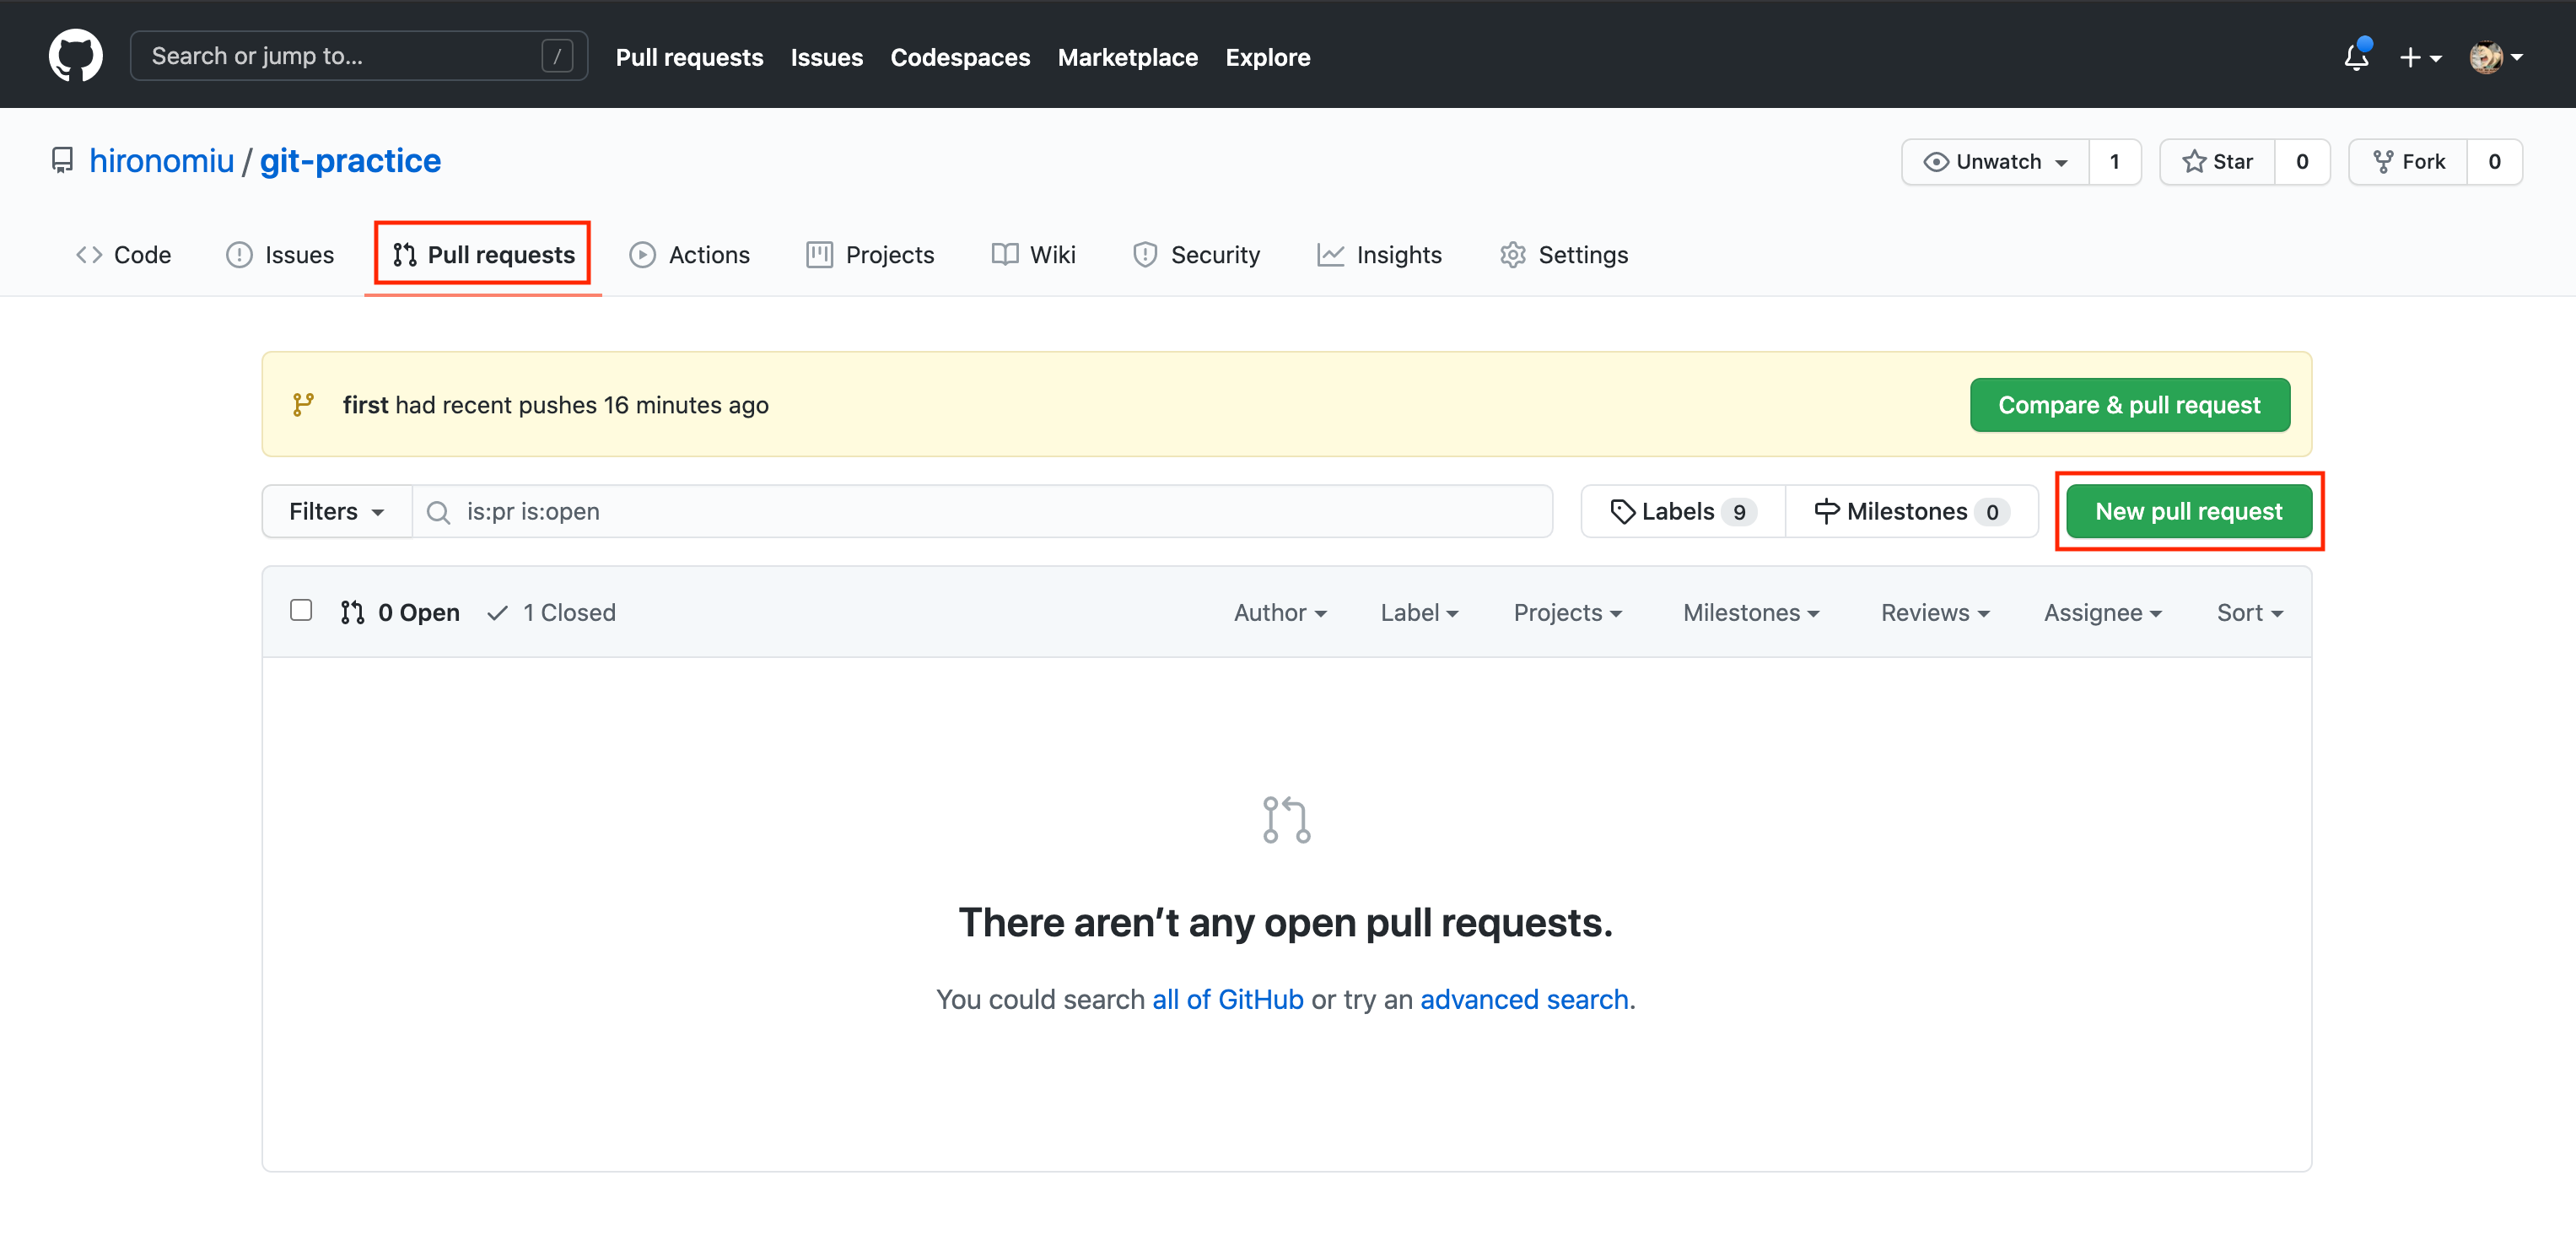 Search or jump to... / Pull requests Issues Codespaces Marketplace Explore
hironomiu / git-practice Unwatch 1 Star 0 Fork 0
Code Issues Pull requests Actions Projects Wiki Security Insights Settings
first had recent pushes 16 minutes ago Compare & pull request
Filters is:pr is:open Labels 9 Milestones 0 New pull request
0 Open 1 Closed Author Label Projects Milestones Reviews Assignee Sort
There aren’t any open pull requests.
You could search all of GitHub or try an advanced search.